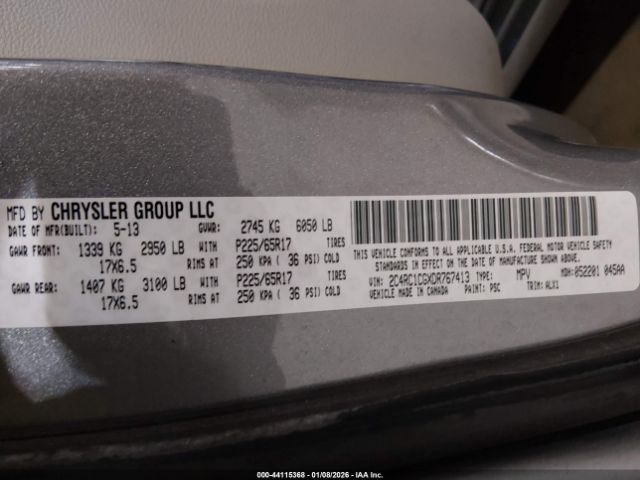 MFD BY CHRYSLER GROUP LLC
DATE OF MFR(BUILT): 5-13 GVWR: 2745 KG 6050 LB
GAWR FRONT: 1339 KG 2950 LB WITH P225/65R17 TIRES
17X6.5 RIMS AT 250 KPA ( 36 PSI) COLD
GAWR REAR: 1407 KG 3100 LB WITH P225/65R17 TIRES
17X6.5 RIMS AT 250 KPA ( 36 PSI) COLD
THIS VEHICLE CONFORMS TO ALL APPLICABLE U.S.A. FEDERAL MOTOR VEHICLE SAFETY
STANDARDS IN EFFECT ON THE DATE OF MANUFACTURE SHOWN ABOVE.
VIN: 2C4RC1CGXDR767413 TYPE: MPV MDH: 052201 045AA
VEHICLE MADE IN CANADA PAINT: PSC TRIM: ALX1
000-44115368 | 01/08/2026 | IAA Inc.